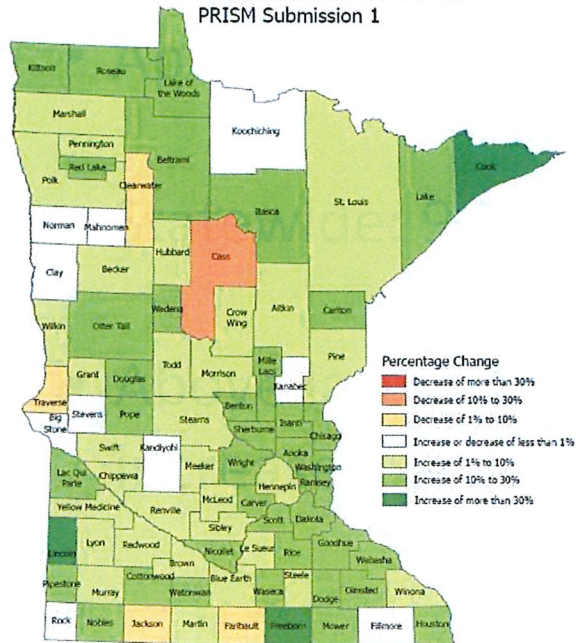 PRISM Submission 1
Kittson
Roseau
Lake of
the Woods
Marshall
Koochiching
Pennington
Red Lake
Beltrami
Polk
Clearwater
Cook
Lake
St. Louis
Itasca
Norman
Mahnomen
Hubbard
Cass
Clay
Becker
Wadena
Crow
Wing
Aitkin
Carlton
Wilkin
Otter Tail
Todd
Morrison
Mille
Lacs
Kanabec
Pine
Grant
Douglas
Traverse
Big
Stone
Stevens
Pope
Stearns
Benton
Sherburne
Isanti
Chisago
Swift
Kandiyohi
Meeker
Wright
Anoka
Washington
Hennepin
Ramsey
Lac Qui
Parle
Chippewa
McLeod
Carver
Yellow Medicine
Renville
Sibley
Scott
Dakota
Lincoln
Lyon
Redwood
Nicollet
Le Sueur
Rice
Goodhue
Wabasha
Brown
Pipestone
Murray
Cottonwood
Watonwan
Blue Earth
Waseca
Steele
Dodge
Olmsted
Winona
Rock
Nobles
Jackson
Martin
Faribault
Freeborn
Mower
Fillmore
Houston
Percentage Change
Decrease of more than 30%
Decrease of 10% to 30%
Decrease of 1% to 10%
Increase or decrease of less than 1%
Increase of 1% to 10%
Increase of 10% to 30%
Increase of more than 30%